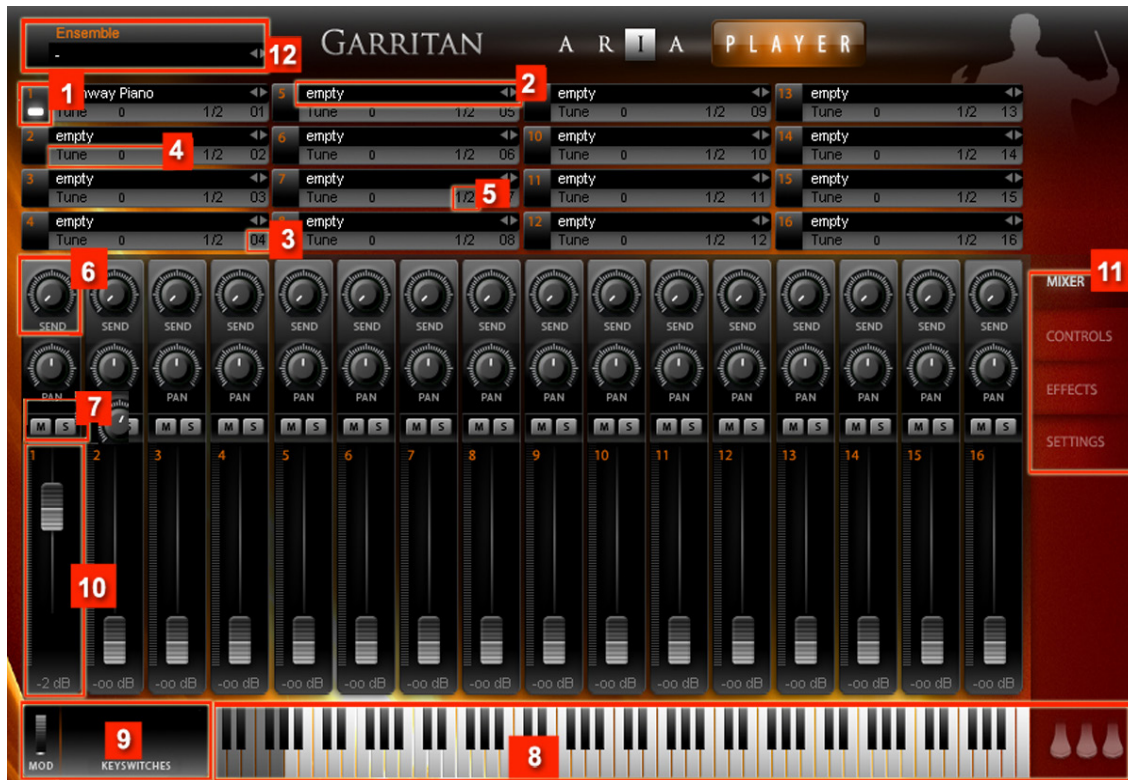 Ensemble
-
12
GARRITAN
ARIA PLAYER
1
nway Piano
Tune 0 1/2 01
5 empty
2
Tune 0 1/2 05
empty
Tune 0 1/2 09
13 empty
Tune 0 1/2 13
2 empty
Tune 0 4 1/2 02
6 empty
Tune 0 1/2 06
10 empty
Tune 0 1/2 10
14 empty
Tune 0 1/2 14
3 empty
Tune 0 1/2 03
7 empty
Tune 0 1/2 5 7
11 empty
Tune 0 1/2 11
15 empty
Tune 0 1/2 15
4 empty
Tune 0 1/2 04
3
empty
Tune 0 1/2 08
12 empty
Tune 0 1/2 12
16 empty
Tune 0 1/2 16
6
SEND SEND SEND SEND SEND SEND SEND SEND SEND SEND SEND SEND SEND SEND SEND SEND
PAN PAN PAN PAN PAN PAN PAN PAN PAN PAN PAN PAN PAN PAN PAN PAN
7
M S M S M S M S M S M S M S M S M S M S M S M S M S M S M S
1 2 3 4 5 6 7 8 9 10 11 12 13 14 15 16
10
-2 dB -oo dB -oo dB -oo dB -oo dB -oo dB -oo dB -oo dB -oo dB -oo dB -oo dB -oo dB -oo dB -oo dB -oo dB -oo dB
MIXER 11
CONTROLS
EFFECTS
SETTINGS
9
MOD KEYSWITCHES
8